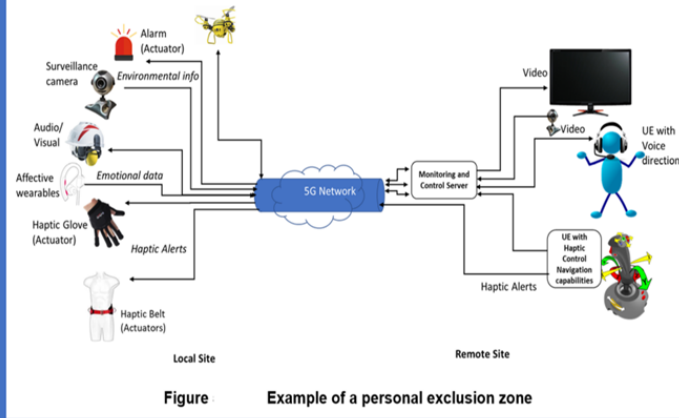 Alarm
(Actuator)
Surveillance
camera
Environmental info
Audio/
Visual
Affective
wearables
Emotional data
Haptic Glove
(Actuator)
Haptic Alerts
Haptic Belt
(Actuators)
Local Site
5G Network
Monitoring and
Control Server
Video
Video
UE with
Voice
direction
UE with
Haptic
Control
Navigation
capabilities
Haptic Alerts
Remote Site
Figure Example of a personal exclusion zone